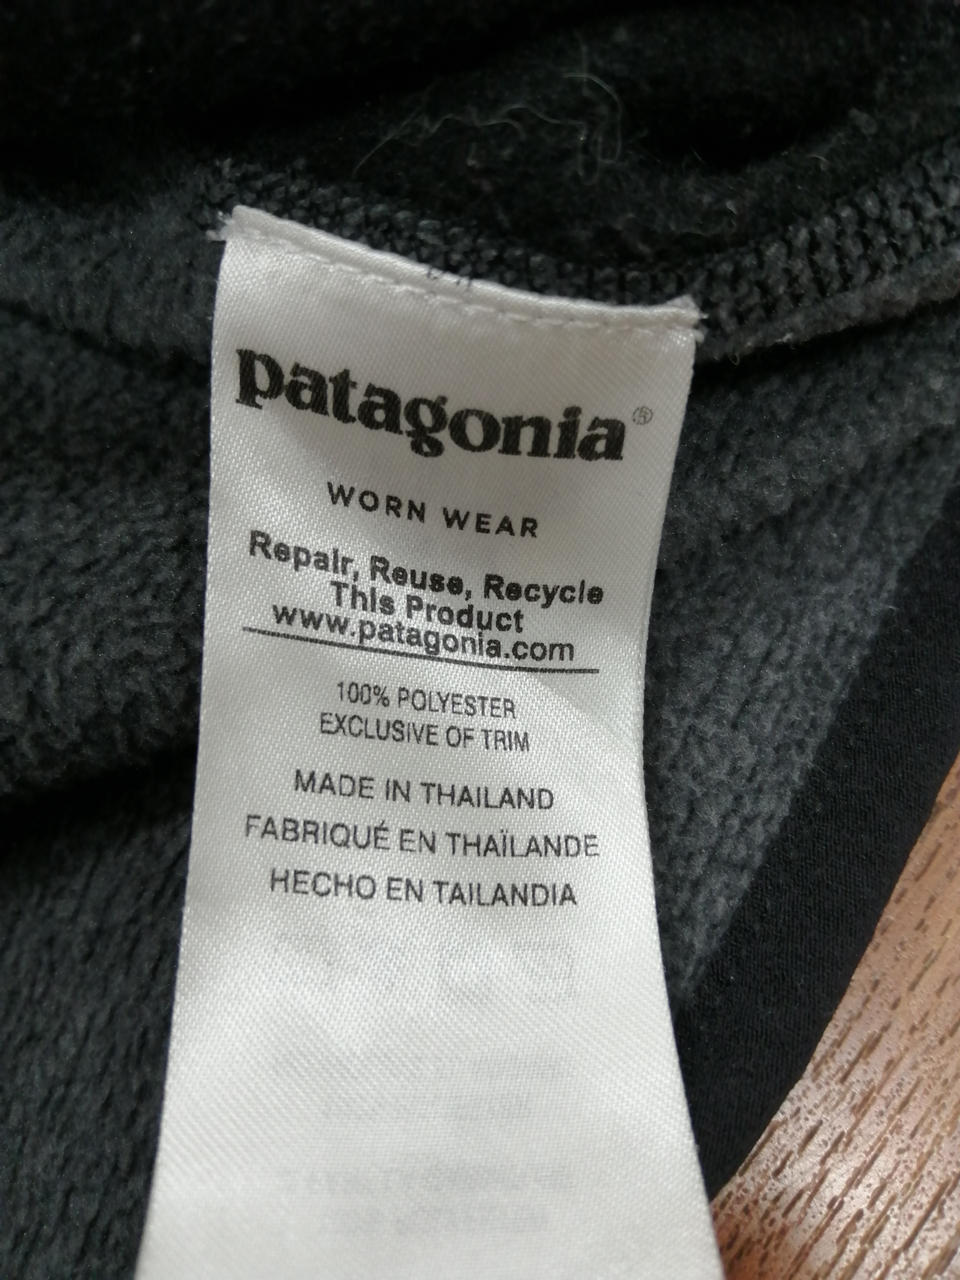 patagonia®
WORN WEAR
Repair, Reuse, Recycle
This Product
www.patagonia.com
100% POLYESTER
EXCLUSIVE OF TRIM
MADE IN THAILAND
FABRIQUÉ EN THAÏLANDE
HECHO EN TAILANDIA